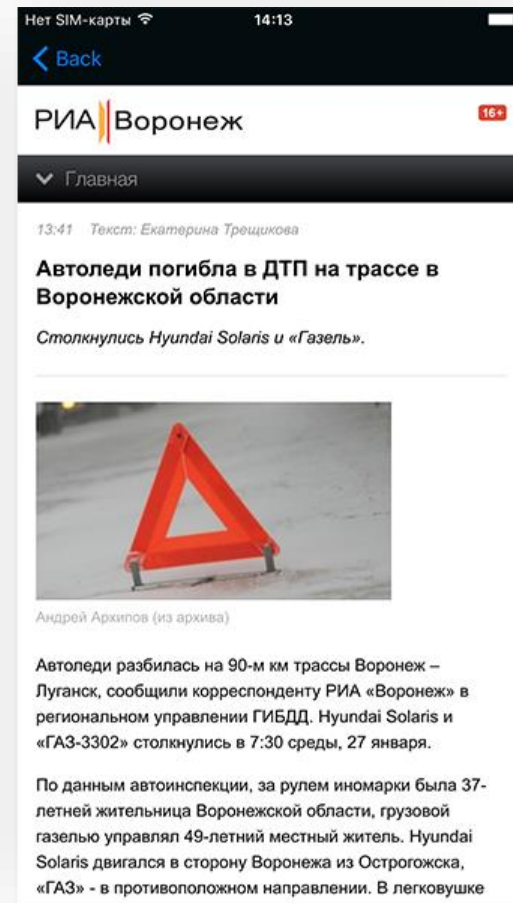 Нет SIM-карты 14:13
Back
РИА Воронеж 16+
Главная
13:41 Текст: Екатерина Трещикова
Автоледи погибла в ДТП на трассе в
Воронежской области
Столкнулись Hyundai Solaris и «Газель».
Андрей Архипов (из архива)
Автоледи разбилась на 90-м км трассы Воронеж –
Луганск, сообщили корреспонденту РИА «Воронеж» в
региональном управлении ГИБДД. Hyundai Solaris и
«ГАЗ-3302» столкнулись в 7:30 среды, 27 января.
По данным автоинспекции, за рулем иномарки была 37-
летней жительница Воронежской области, грузовой
газелью управлял 49-летний местный житель. Hyundai
Solaris двигался в сторону Воронежа из Острогожска,
«ГАЗ» - в противоположном направлении. В легковушке